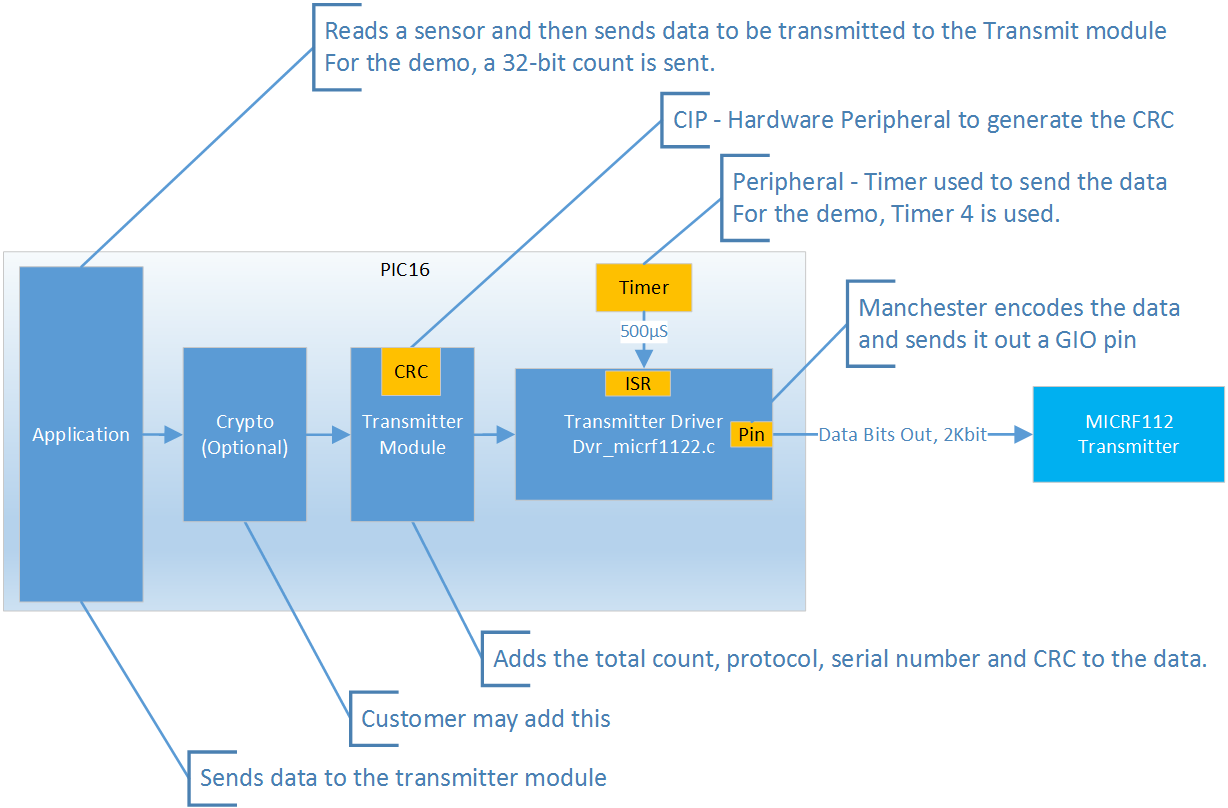 Reads a sensor and then sends data to be transmitted to the Transmit module
For the demo, a 32-bit count is sent.
CIP - Hardware Peripheral to generate the CRC
Peripheral - Timer used to send the data
For the demo, Timer 4 is used.
PIC16
Timer
500µS
Manchester encodes the data
and sends it out a GIO pin
Application
Crypto
(Optional)
CRC
Transmitter
Module
ISR
Transmitter Driver
Dvr_micrf1122.c
Pin
Data Bits Out, 2Kbit
MICRF112
Transmitter
Adds the total count, protocol, serial number and CRC to the data.
Customer may add this
Sends data to the transmitter module